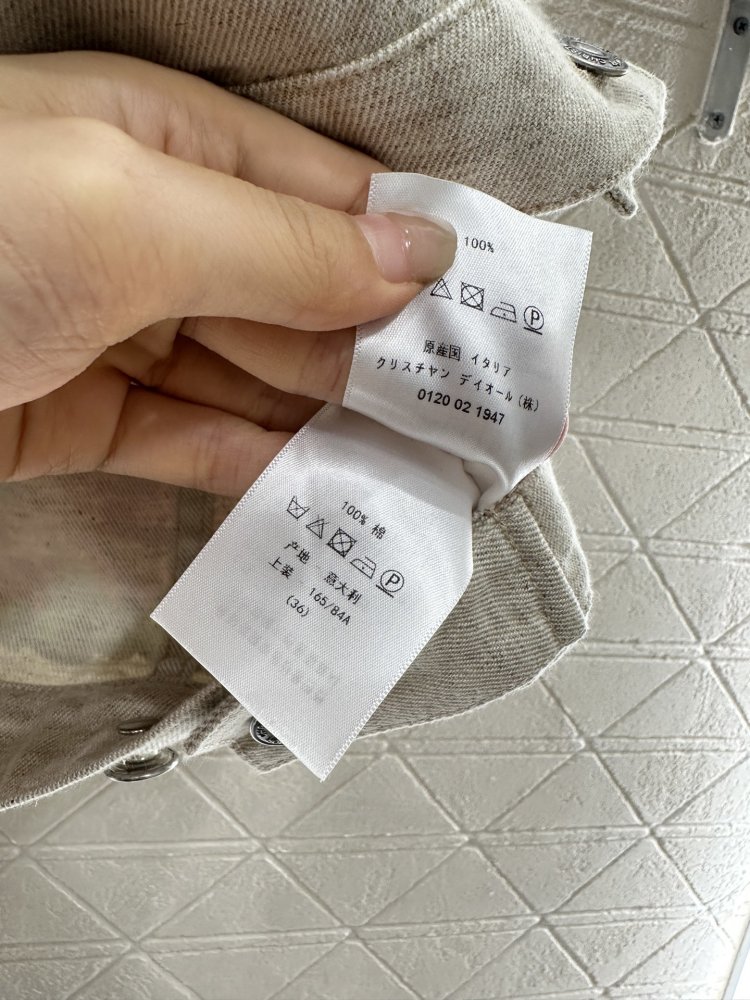 100%
P
原産国 イタリア
クリスチャン デイオール(株)
0120 02 1947
100% 棉
P
产地 意大利
上装 165/84A
(36)